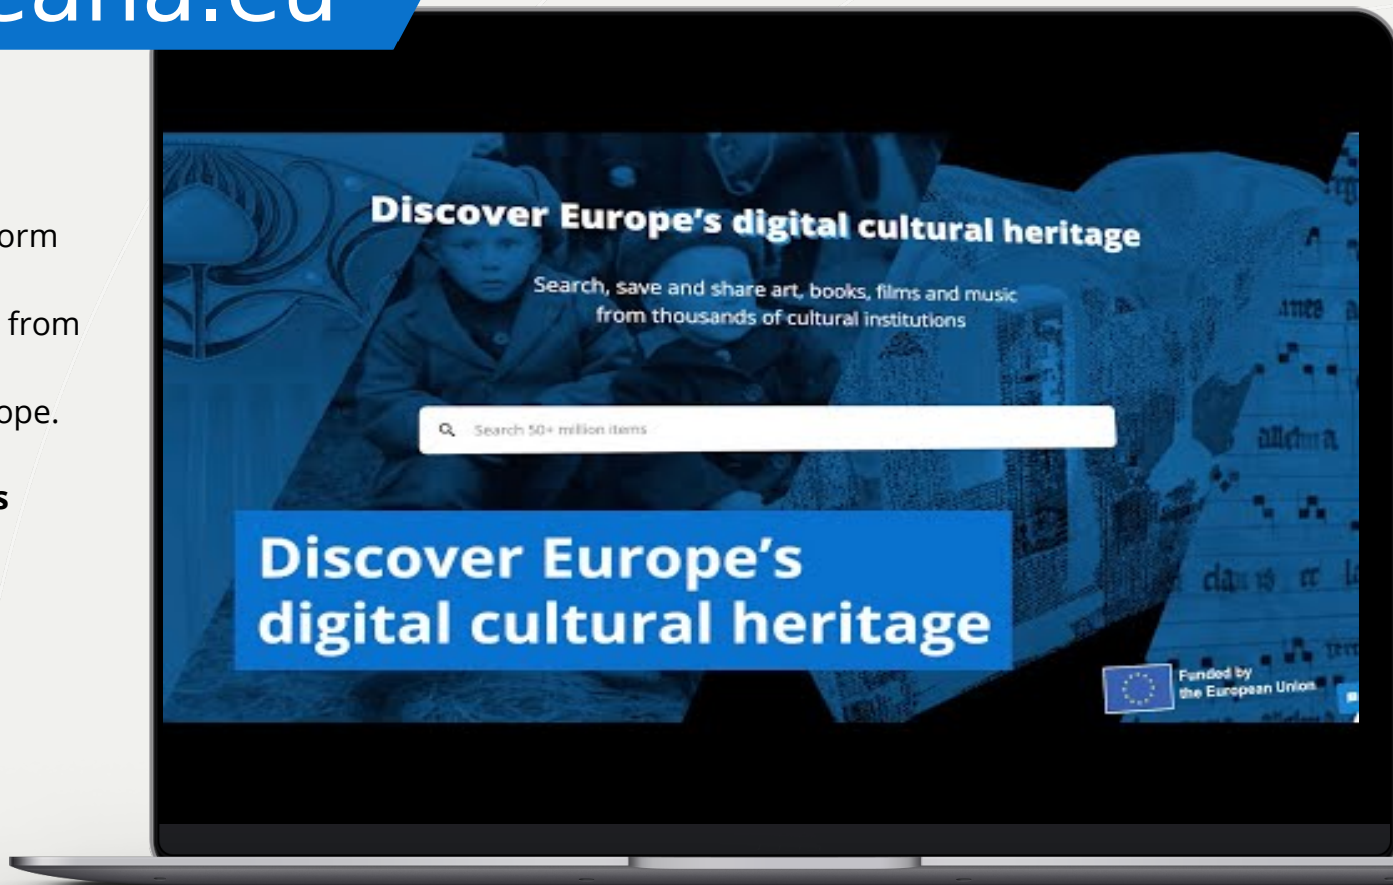 eana.eu
orm
from
ope.
s
Discover Europe's digital cultural heritage
Search, save and share art, books, films and music
from thousands of cultural institutions
Search 50+ million items
Discover Europe's
digital cultural heritage
Funded by
the European Union
alleluia